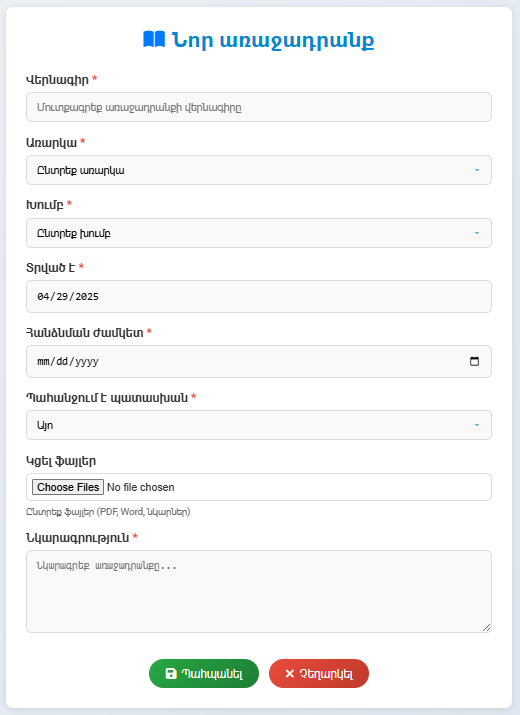 Նոր առաջադրանք
Վերնագիր *
Մուտքագրեք առաջադրանքի վերնագիրը
Առարկա *
Ընտրեք առարկա
Խումբ *
Ընտրեք խումբ
Տրված է *
04/29/2025
Հանձնման ժամկետ *
mm/dd/yyyy
Պահանջում է պատասխան *
Այո
Կցել ֆայլեր
Choose Files No file chosen
Ընտրեք ֆայլեր (PDF, Word, նկարներ)
Նկարագրություն *
Նկարագրեք առաջադրանքը...
Պահպանել ✕ Չեղարկել